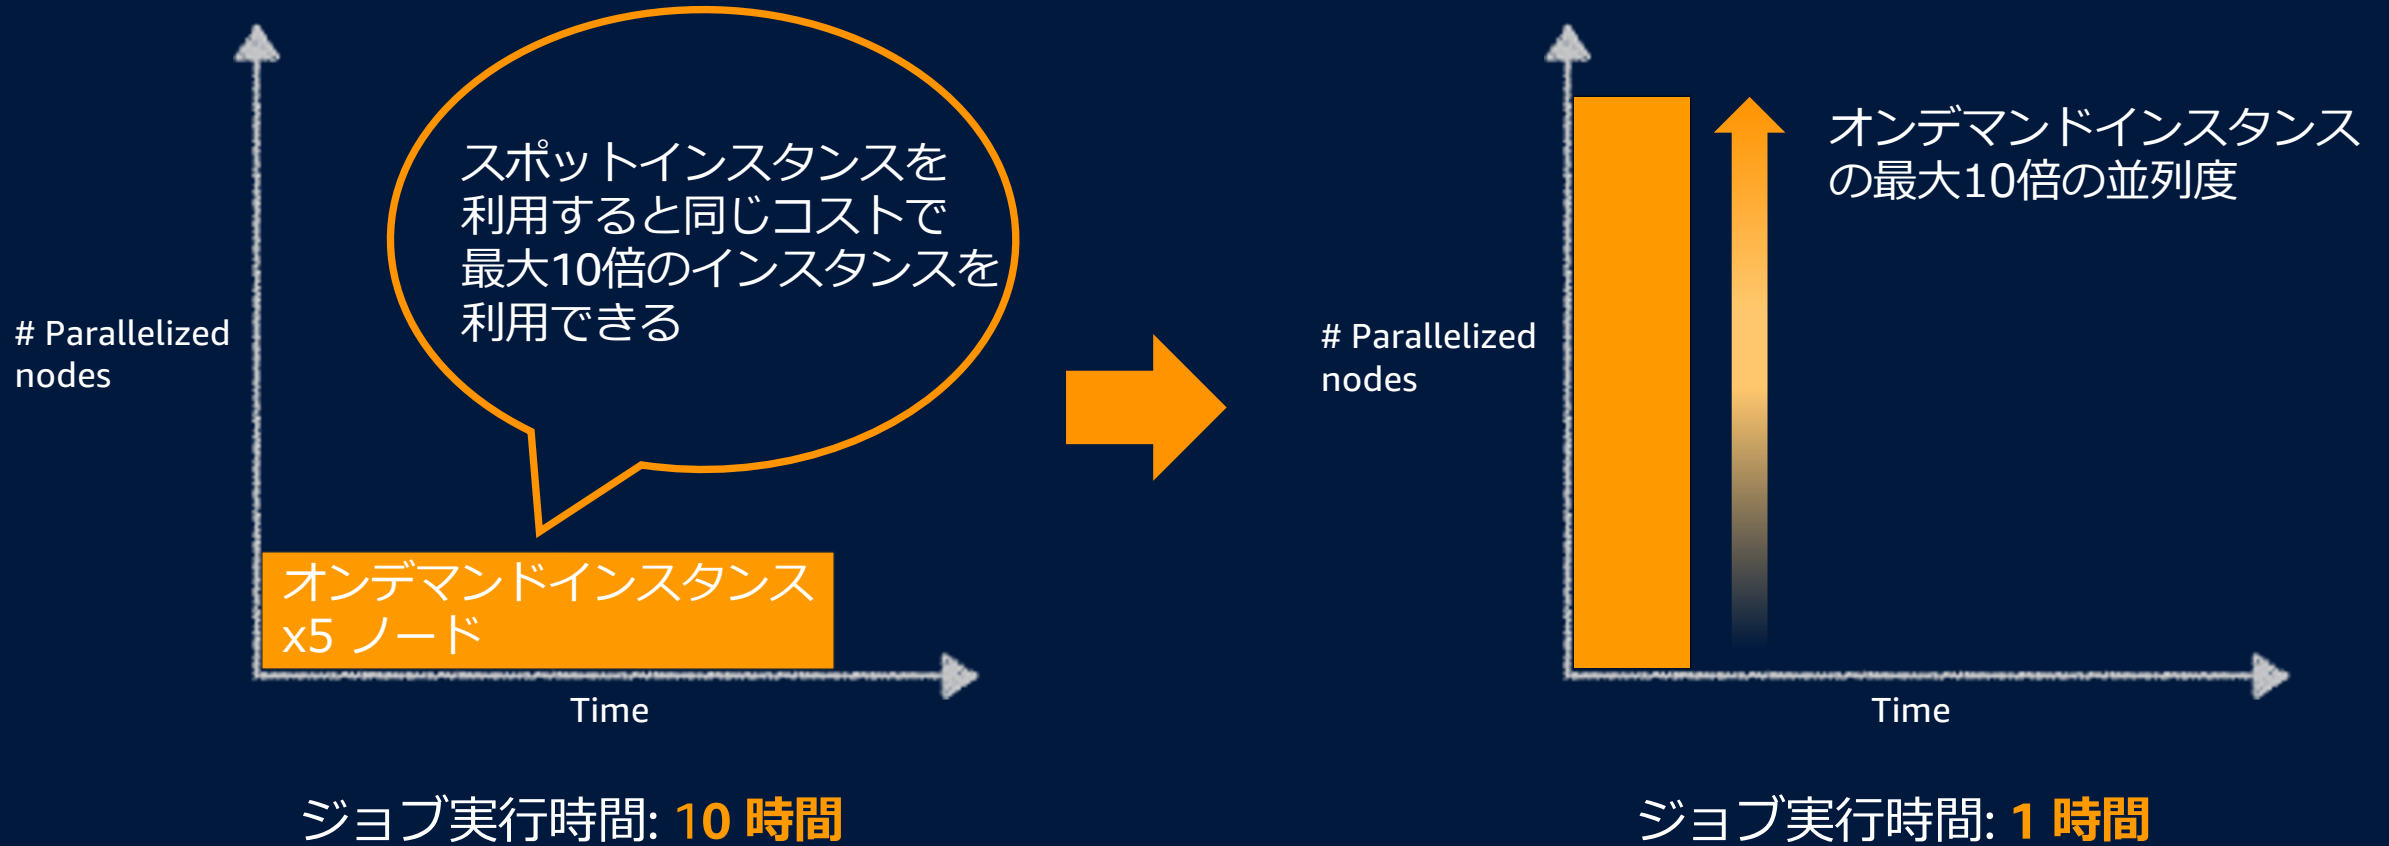 スポットインスタンスを
利用すると同じコストで
最大10倍のインスタンスを
利用できる
# Parallelized
nodes
オンデマンドインスタンス
x5 ノード
Time
ジョブ実行時間: 10 時間
オンデマンドインスタンス
の最大10倍の並列度
# Parallelized
nodes
Time
ジョブ実行時間: 1 時間